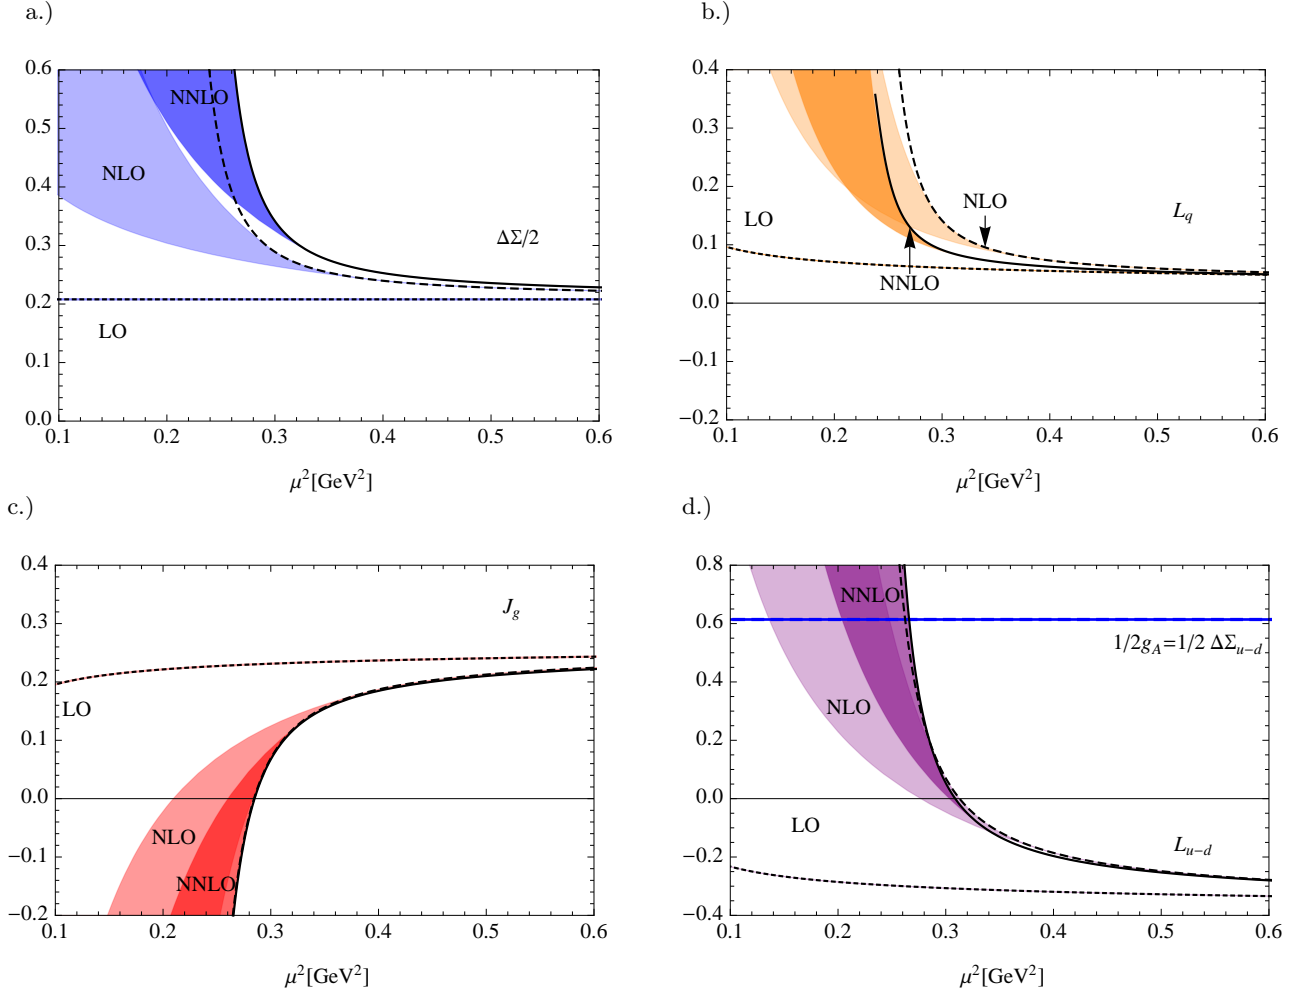 a.)
0.6
0.5
0.4
0.3
0.2
0.1
0.0
NNLO
NLO
ΔΣ/2
LO
0.1 0.2 0.3 0.4 0.5 0.6
μ²[GeV²]
b.)
0.4
0.3
0.2
0.1
0.0
−0.1
−0.2
LO
NLO
L_q
NNLO
0.1 0.2 0.3 0.4 0.5 0.6
μ²[GeV²]
c.)
0.4
0.3
0.2
0.1
0.0
−0.1
−0.2
J_g
LO
NLO
NNLO
0.1 0.2 0.3 0.4 0.5 0.6
μ²[GeV²]
d.)
0.8
0.6
0.4
0.2
0.0
−0.2
−0.4
NNLO
1/2g_A=1/2 ΔΣ_{u−d}
NLO
LO
L_{u−d}
0.1 0.2 0.3 0.4 0.5 0.6
μ²[GeV²]